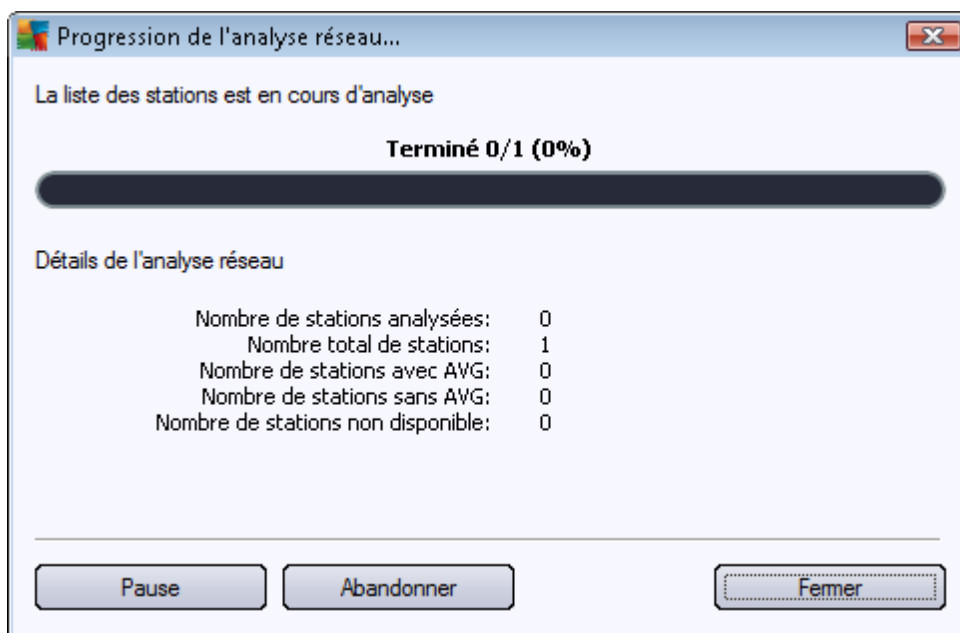 Progression de l'analyse réseau...
La liste des stations est en cours d'analyse
Terminé 0/1 (0%)
Détails de l'analyse réseau
Nombre de stations analysées: 0
Nombre total de stations: 1
Nombre de stations avec AVG: 0
Nombre de stations sans AVG: 0
Nombre de stations non disponible: 0
Pause Abandonner Fermer